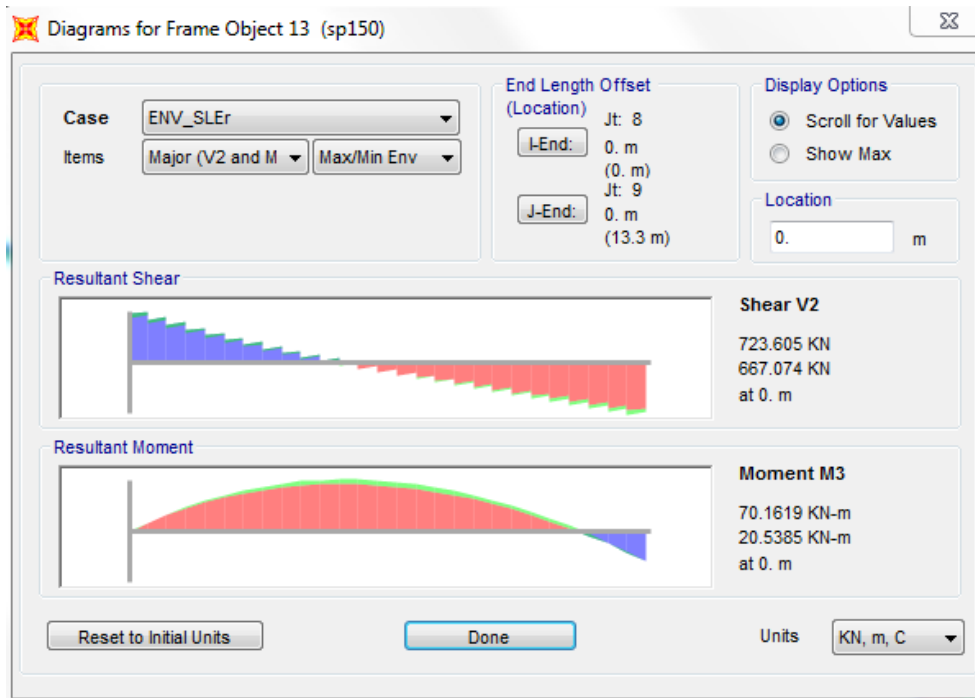 Diagrams for Frame Object 13 (sp150)
Case
ENV_SLEr
Items
Major (V2 and M
Max/Min Env
End Length Offset
(Location)
I-End:
Jt: 8
0. m
(0. m)
J-End:
Jt: 9
0. m
(13.3 m)
Display Options
Scroll for Values
Show Max
Location
0.
m
Resultant Shear
Shear V2
723.605 KN
667.074 KN
at 0. m
Resultant Moment
Moment M3
70.1619 KN-m
20.5385 KN-m
at 0. m
Reset to Initial Units
Done
Units
KN, m, C